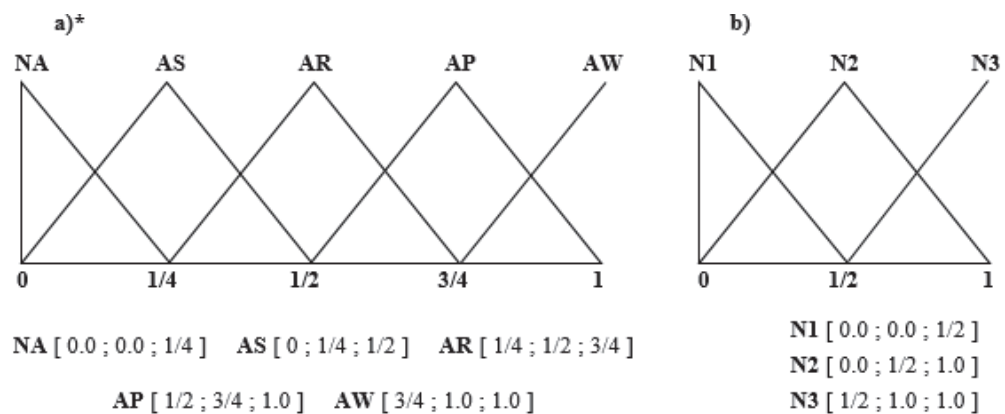 a)*
NA AS AR AP AW
0 1/4 1/2 3/4 1
NA [ 0.0 ; 0.0 ; 1/4 ] AS [ 0 ; 1/4 ; 1/2 ] AR [ 1/4 ; 1/2 ; 3/4 ]
AP [ 1/2 ; 3/4 ; 1.0 ] AW [ 3/4 ; 1.0 ; 1.0 ]
b)
N1 N2 N3
0 1/2 1
N1 [ 0.0 ; 0.0 ; 1/2 ]
N2 [ 0.0 ; 1/2 ; 1.0 ]
N3 [ 1/2 ; 1.0 ; 1.0 ]